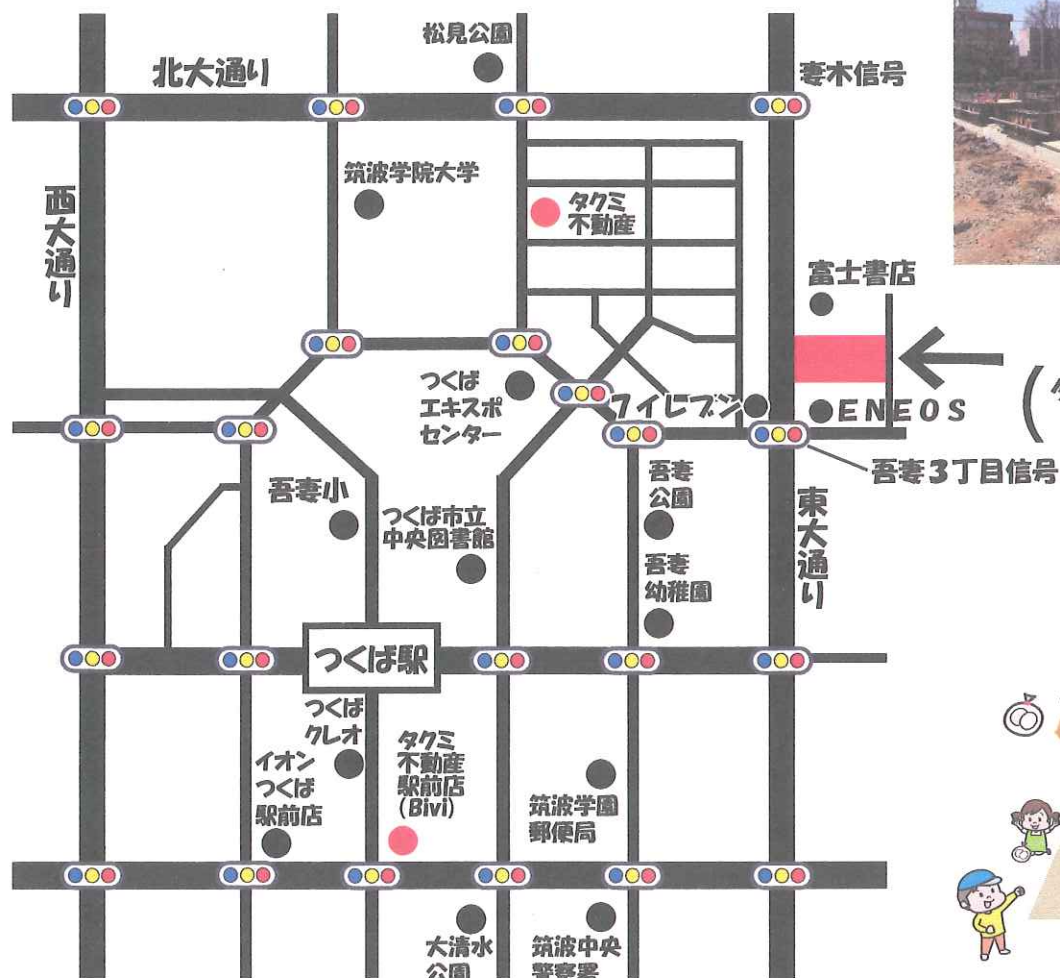 松見公園
北大通り
妻木信号
筑波学院大学
西大通り
タクミ
不動産
富士書店
つくば
エキスポ
センター
7イレブン
ENEOS
(
吾妻3丁目信号
吾妻小
吾妻
公園
つくば市立
中央図書館
東大通り
吾妻
幼稚園
つくば駅
つくば
クレオ
タクミ
不動産
駅前店
(Bivi)
イオン
つくば
駅前店
筑波学園
郵便局
大清水
公園
筑波中央
警察署